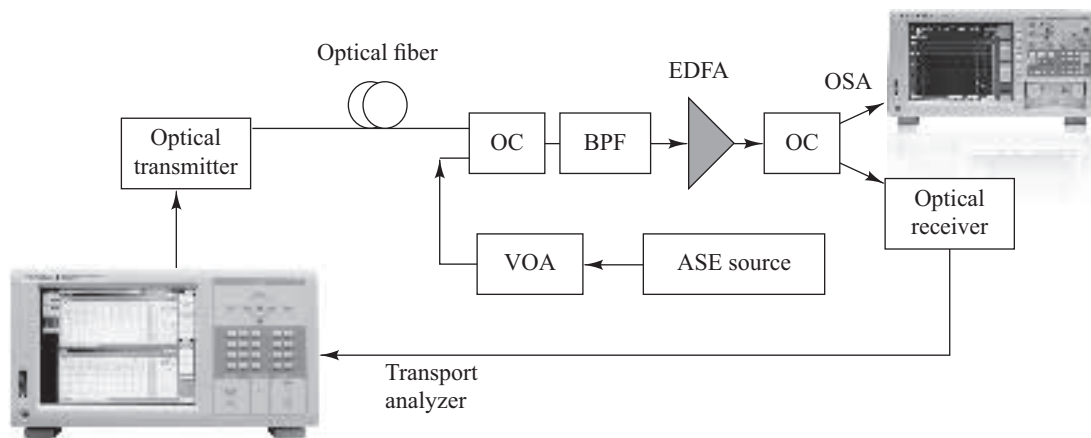 Optical fiber
EDFA
OSA
Optical
transmitter
OC
BPF
OC
Optical
receiver
VOA
ASE source
Transport
analyzer